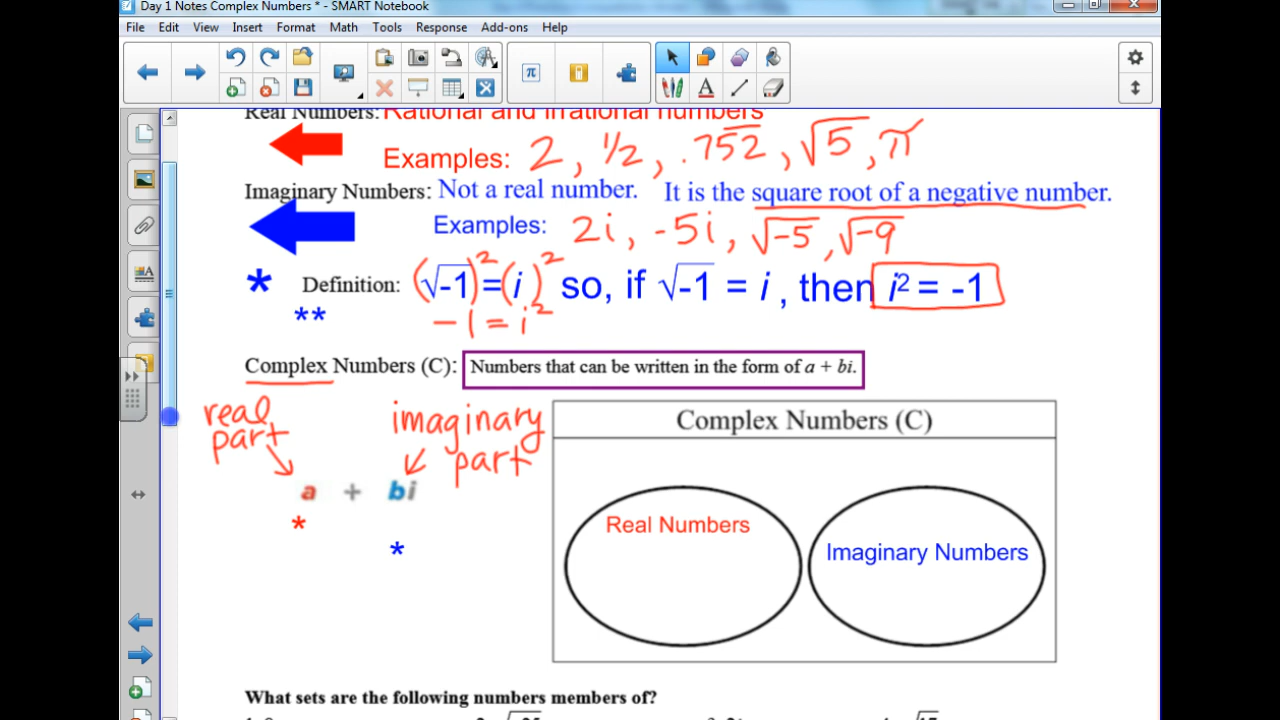 Day 1 Notes Complex Numbers * - SMART Notebook
File Edit View Insert Format Math Tools Response Add-ons Help
Real Numbers: Rational and irrational numbers
Examples: 2 , 1/2 , .752̅ , √5 , π
Imaginary Numbers: Not a real number. It is the square root of a negative number.
Examples: 2i , -5i , √-5 , √-9
* Definition: (√-1)² = (i)² so, if √-1 = i , then i² = -1
** -1 = i²
Complex Numbers (C): Numbers that can be written in the form of a + bi.
real part
imaginary part
a + bi
*
*
Complex Numbers (C)
Real Numbers
Imaginary Numbers
What sets are the following numbers members of?